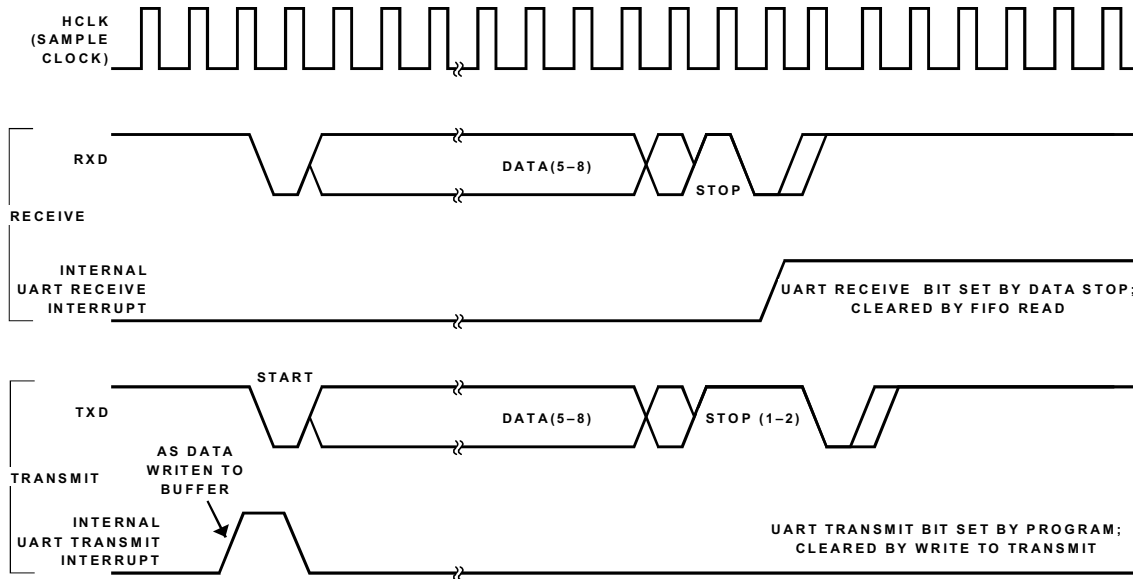 HCLK
(SAMPLE
CLOCK)
RXD
DATA(5–8)
STOP
RECEIVE
INTERNAL
UART RECEIVE
INTERRUPT
UART RECEIVE BIT SET BY DATA STOP;
CLEARED BY FIFO READ
START
TXD
DATA(5–8)
STOP (1–2)
AS DATA
WRITEN TO
BUFFER
TRANSMIT
INTERNAL
UART TRANSMIT
INTERRUPT
UART TRANSMIT BIT SET BY PROGRAM;
CLEARED BY WRITE TO TRANSMIT